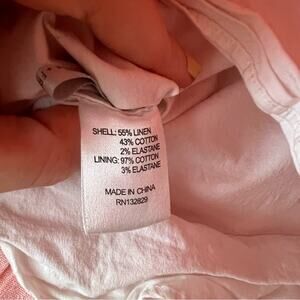 SHELL: 55% LINEN
43% COTTON
2% ELASTANE
LINING: 97% COTTON
3% ELASTANE
MADE IN CHINA
RN132829